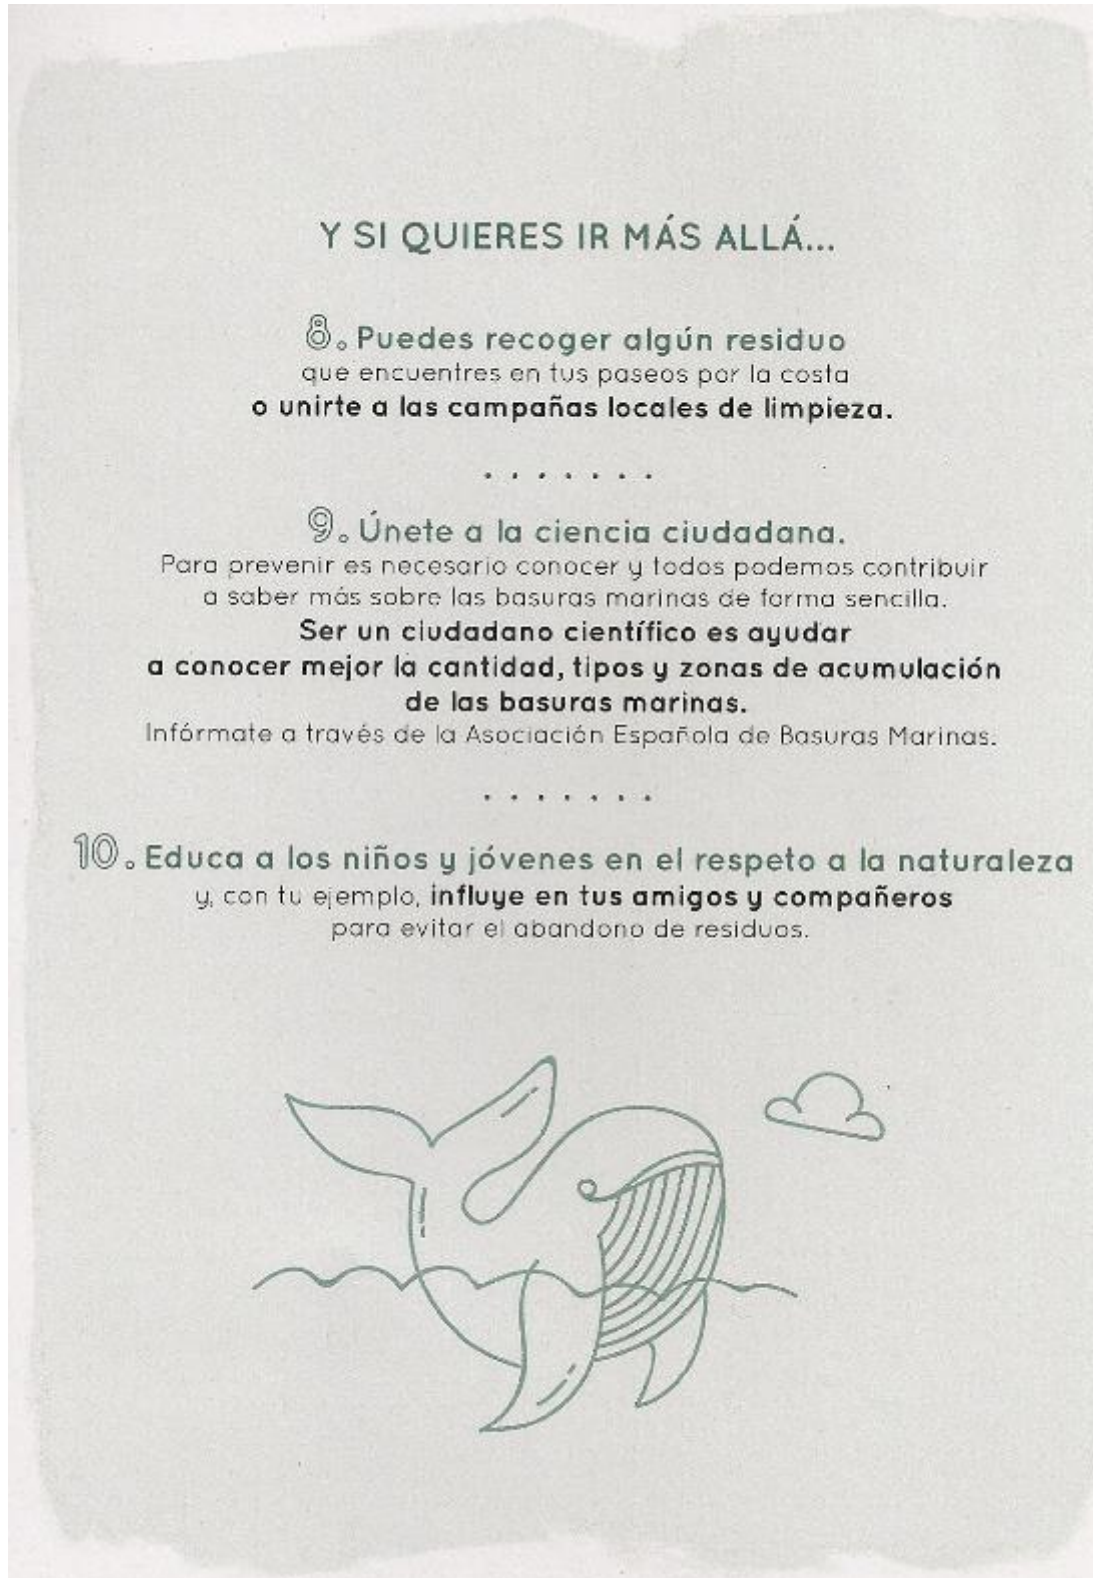 Y SI QUIERES IR MÁS ALLÁ...
8. Puedes recoger algún residuo
que encuentres en tus paseos por la costa
o unirte a las campañas locales de limpieza.
.......
9. Únete a la ciencia ciudadana.
Para prevenir es necesario conocer y todos podemos contribuir
a saber más sobre las basuras marinas de forma sencilla.
Ser un ciudadano científico es ayudar
a conocer mejor la cantidad, tipos y zonas de acumulación
de las basuras marinas.
Infórmate a través de la Asociación Española de Basuras Marinas.
.......
10. Educa a los niños y jóvenes en el respeto a la naturaleza
y, con tu ejemplo, influye en tus amigos y compañeros
para evitar el abandono de residuos.